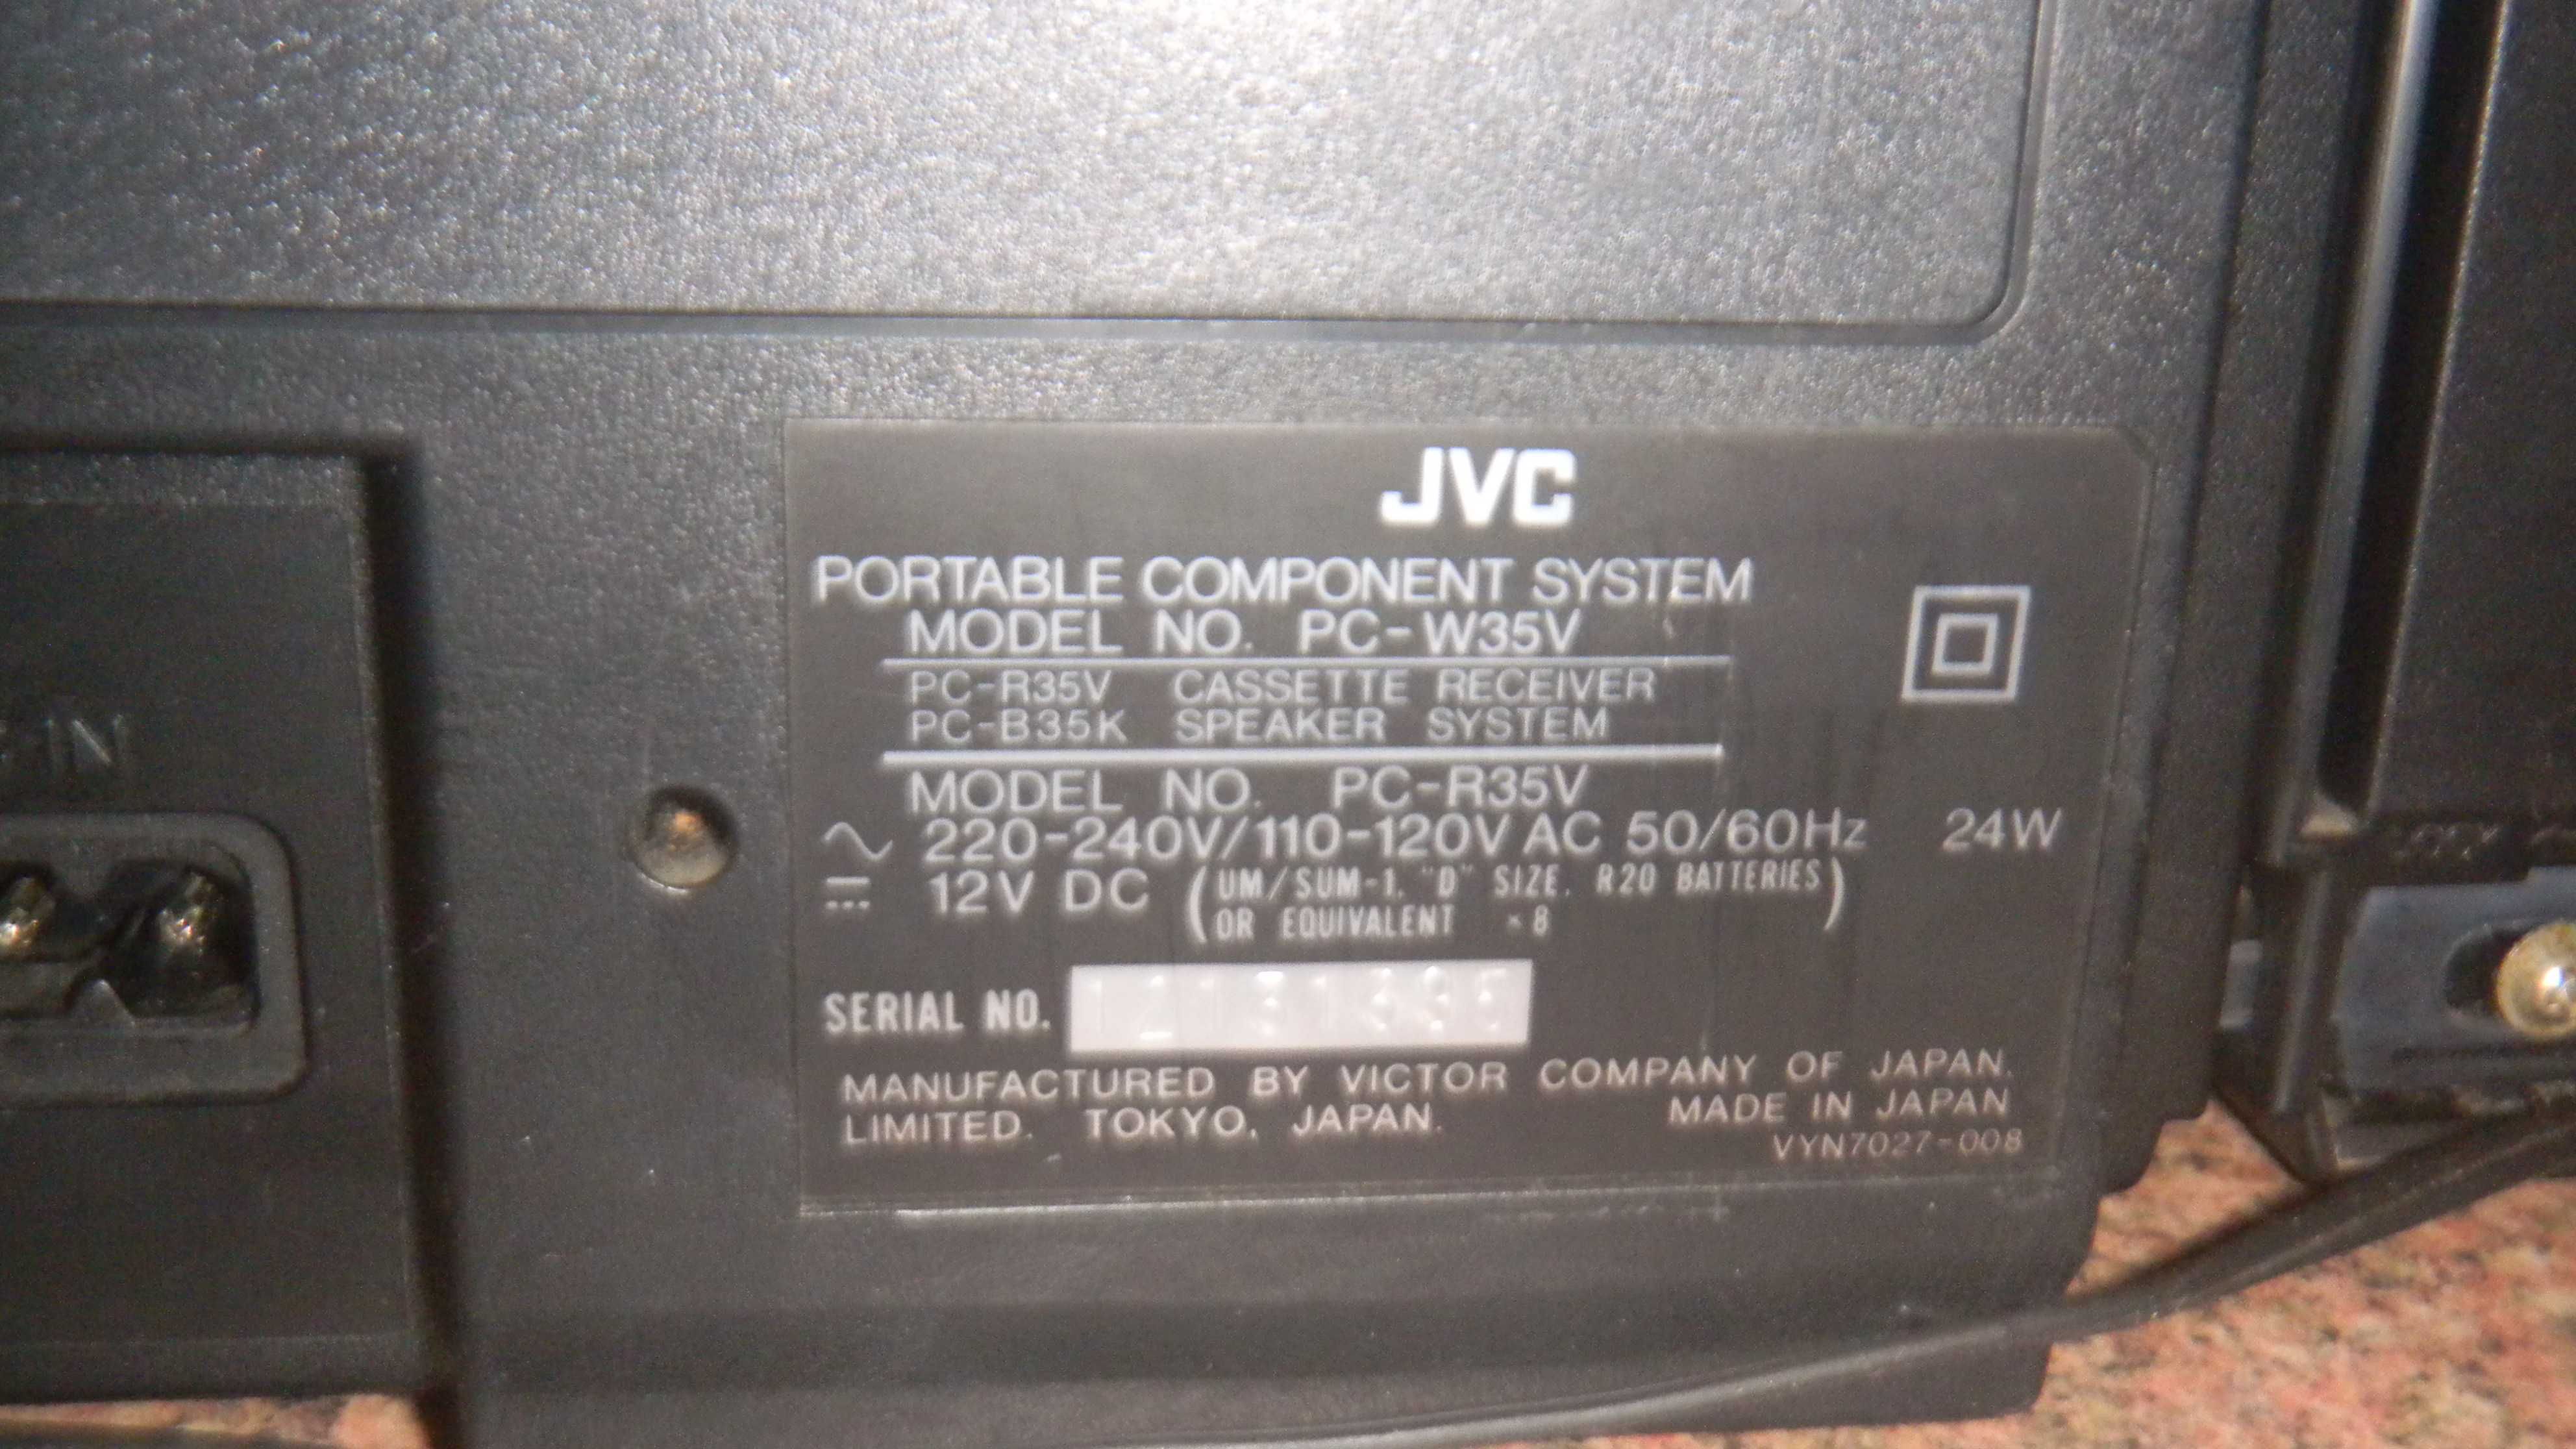 JVC
PORTABLE COMPONENT SYSTEM
MODEL NO. PC-W35V
PC-R35V CASSETTE RECEIVER
PC-B35K SPEAKER SYSTEM
MODEL NO. PC-R35V
220-240V/110-120V AC 50/60Hz 24W
12V DC (UM/SUM-1, "D" SIZE, R20 BATTERIES
OR EQUIVALENT ×8)
SERIAL NO.
MANUFACTURED BY VICTOR COMPANY OF JAPAN,
LIMITED. TOKYO, JAPAN. MADE IN JAPAN
VYN7027-008
IN